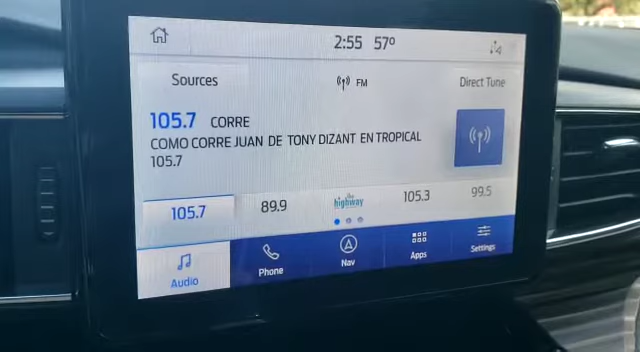 2:55 57°
4
Sources
FM
Direct Tune
105.7 CORRE
COMO CORRE JUAN DE TONY DIZANT EN TROPICAL
105.7
105.7 89.9 the highway 105.3 99.5
Audio Phone Nav Apps Settings